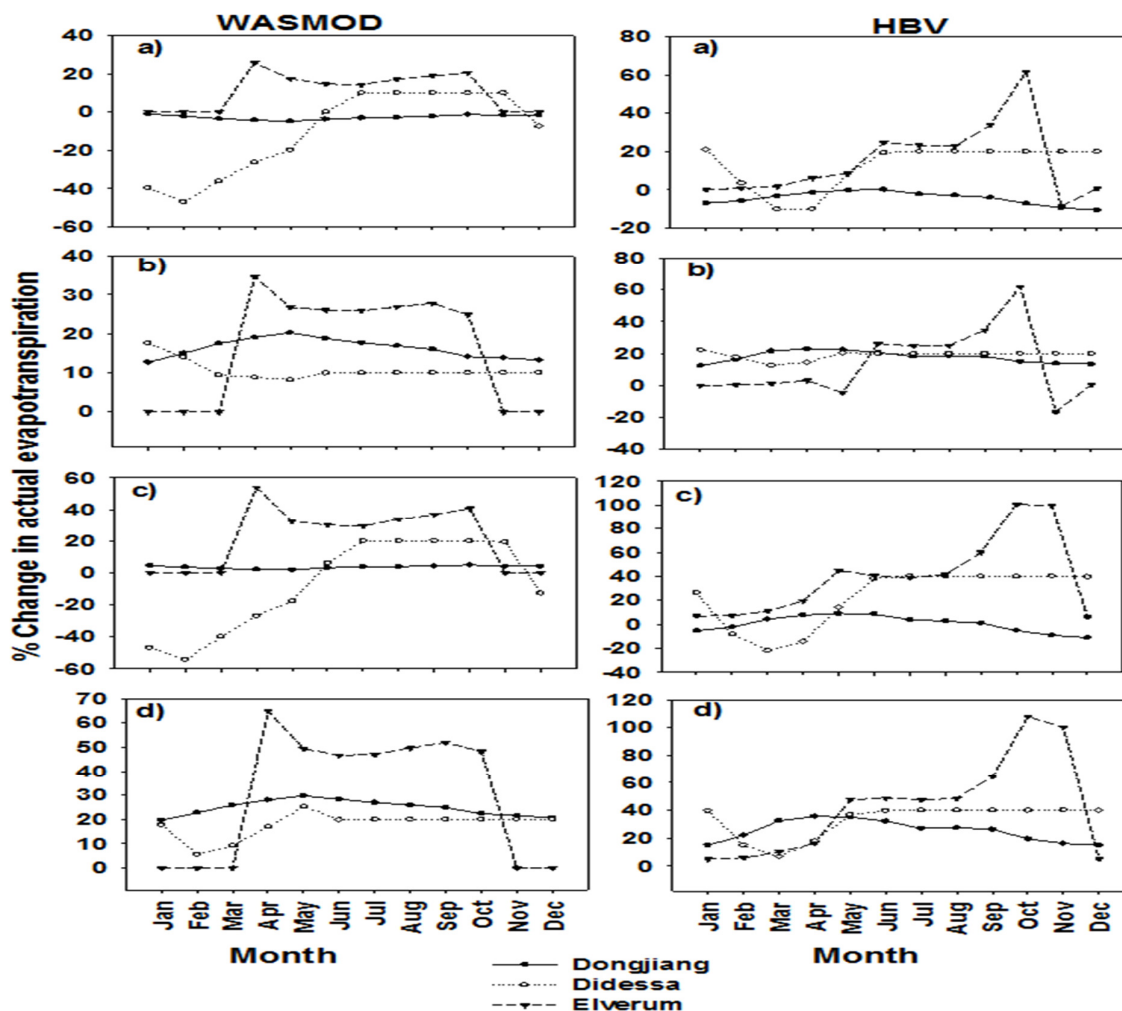 WASMOD
HBV
% Change in actual evapotranspiration
a)
40
20
0
-20
-40
-60
a)
80
60
40
20
0
-20
b)
40
30
20
10
0
b)
80
60
40
20
0
-20
-40
c)
60
40
20
0
-20
-40
-60
c)
120
100
80
60
40
20
0
-20
-40
d)
70
60
50
40
30
20
10
0
d)
120
100
80
60
40
20
0
Jan
Feb
Mar
Apr
May
Jun
Jul
Aug
Sep
Oct
Nov
Dec
Jan
Feb
Mar
Apr
May
Jun
Jul
Aug
Sep
Oct
Nov
Dec
Month
Month
Dongjiang
Didessa
Elverum